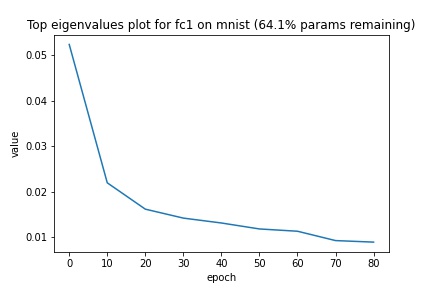 Top eigenvalues plot for fc1 on mnist (64.1% params remaining)
0.05
0.04
0.03
0.02
0.01
value
0 10 20 30 40 50 60 70 80
epoch